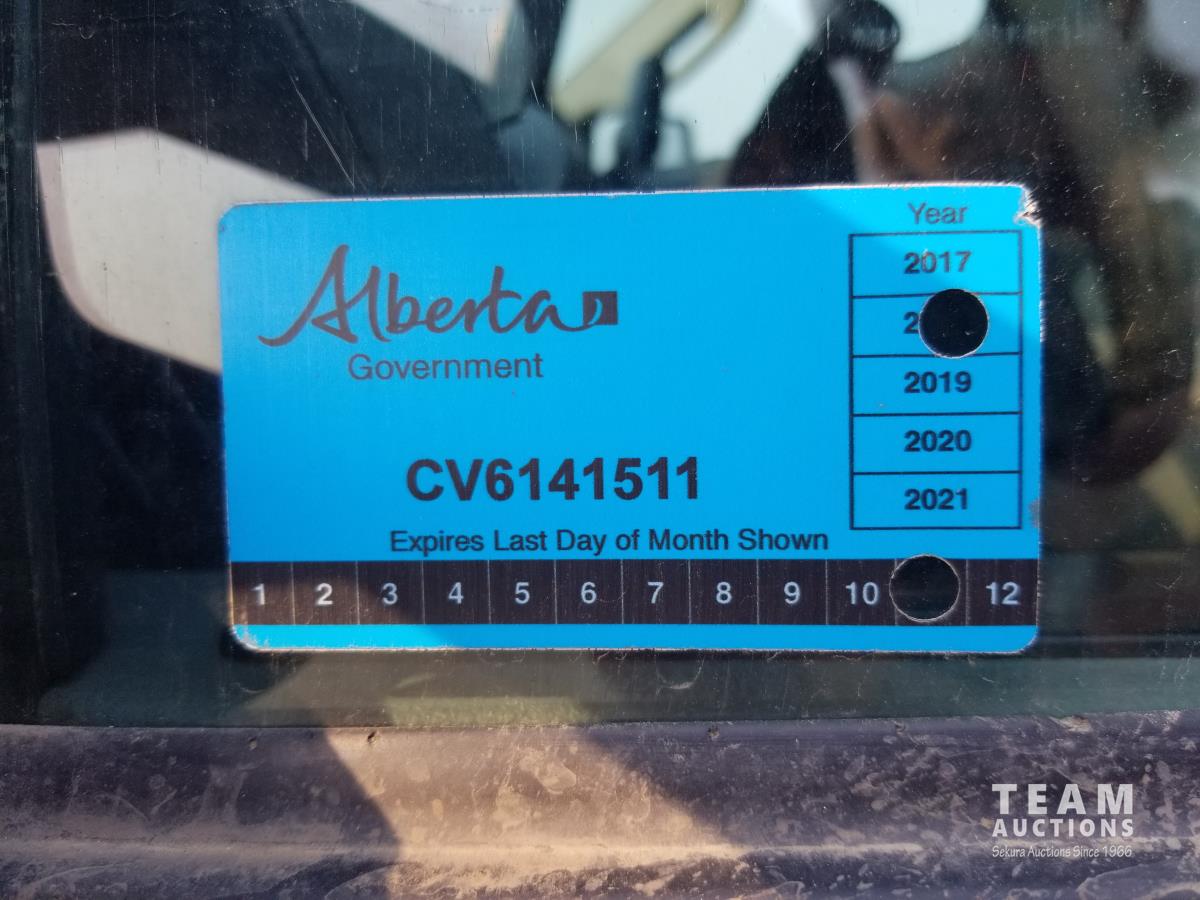 Year
2017
2
2019
2020
2021
Alberta
Government
CV6141511
Expires Last Day of Month Shown
1 2 3 4 5 6 7 8 9 10 12
TEAM
AUCTIONS
Sekura Auctions Since 1966